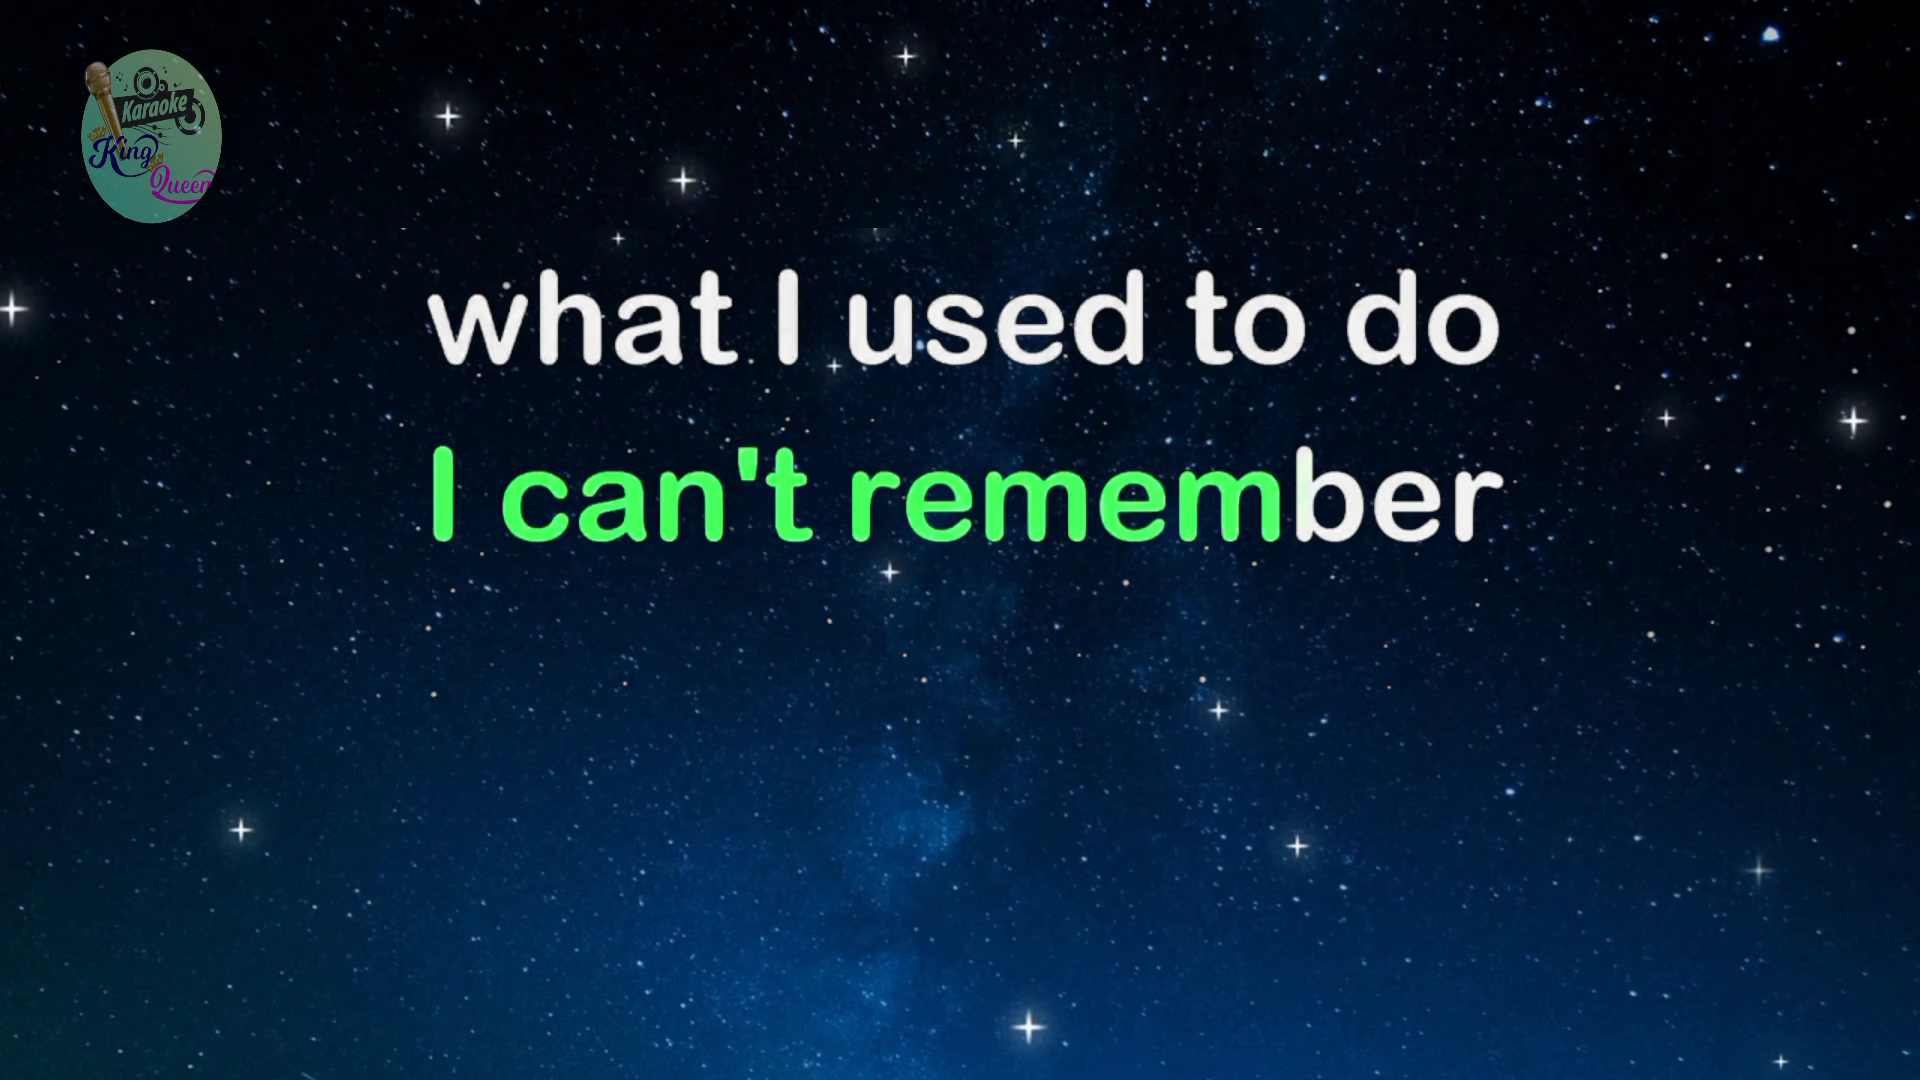 Karaoke
King
Queen
what I used to do
I can't remember